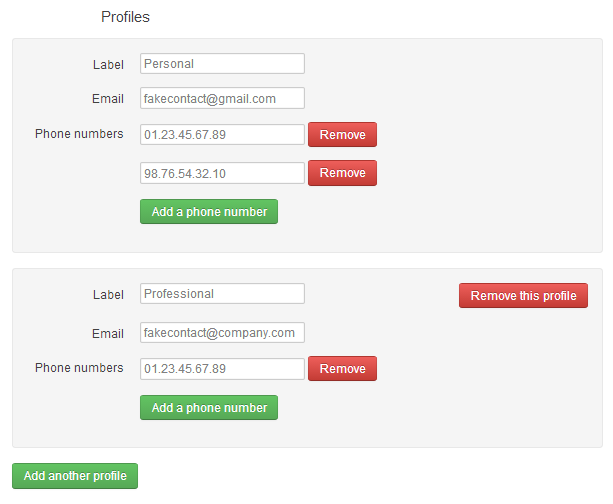 Profiles
Label Personal
Email fakecontact@gmail.com
Phone numbers 01.23.45.67.89 Remove
98.76.54.32.10 Remove
Add a phone number
Label Professional Remove this profile
Email fakecontact@company.com
Phone numbers 01.23.45.67.89 Remove
Add a phone number
Add another profile